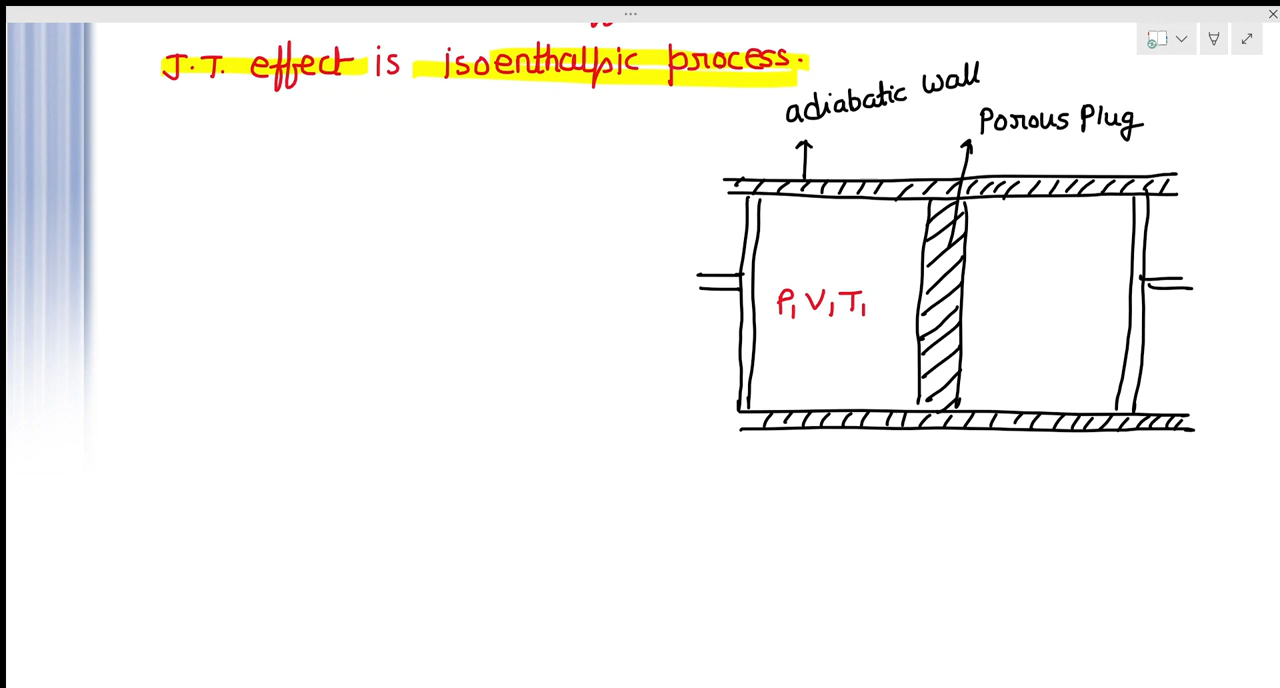 J.T. effect is isoenthalpic process.
adiabatic wall
Porous Plug
P₁ V₁ T₁